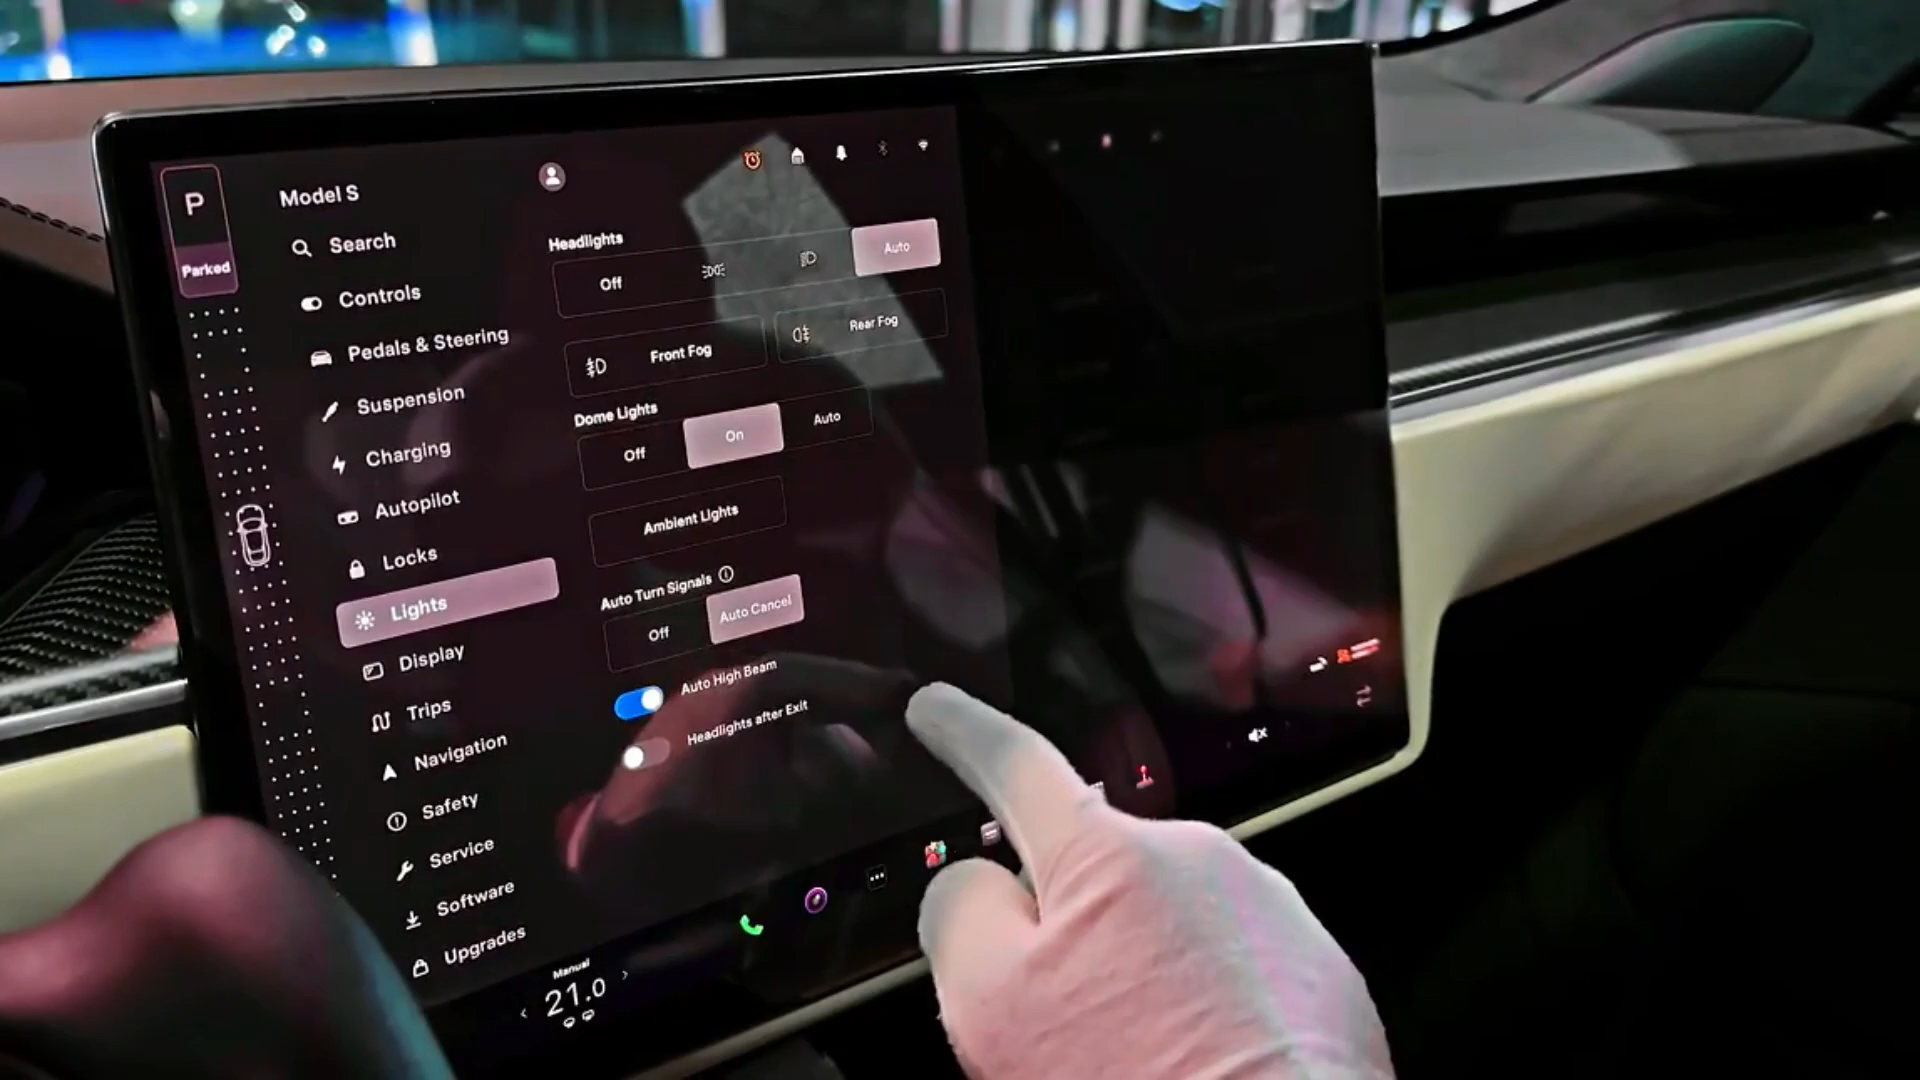 P
Parked
Model S
Search
Controls
Pedals & Steering
Suspension
Charging
Autopilot
Locks
Lights
Display
Trips
Navigation
Safety
Service
Software
Upgrades
Headlights
Off
Auto
Front Fog
Rear Fog
Dome Lights
Off
On
Auto
Ambient Lights
Auto Turn Signals
Off
Auto Cancel
Auto High Beam
Headlights after Exit
Manual
21.0